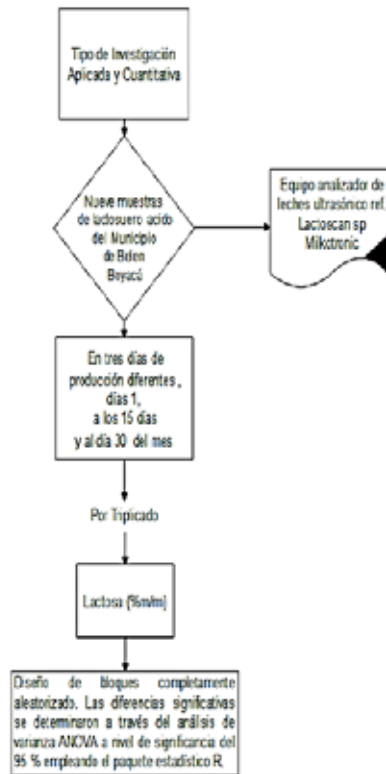 Tipo de Investigación
Aplicada y Cuantitativa
Nueve muestras
de lactosuero acido
del Municipio
de Belen
Boyacá
Equipo analizador de
leches ultrasónico ref.
Lactoscan sp
Milkotronic
En tres días de
producción diferentes ,
días 1,
a los 15 días
y al día 30 del mes
Por Triplicado
Lactosa (%m/m)
Diseño de bloques completamente
aleatorizado. Las diferencias significativas
se determinaron a través del análisis de
varianza ANOVA a nivel de significancia del
95 % empleando el paquete estadístico R.